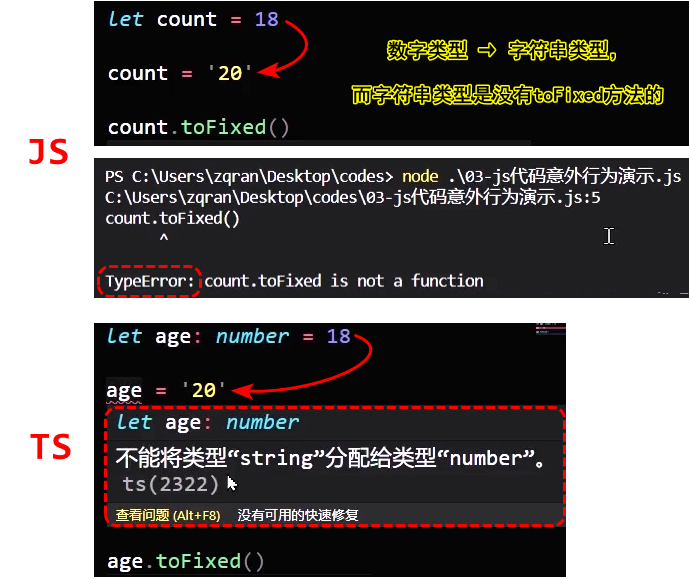 let count = 18
数字类型 → 字符串类型，
count = '20'
而字符串类型是没有toFixed方法的
count.toFixed()
JS
PS C:\Users\zqran\Desktop\codes> node .\03-js代码意外行为演示.js
C:\Users\zqran\Desktop\codes\03-js代码意外行为演示.js:5
count.toFixed()
^
TypeError: count.toFixed is not a function
let age: number = 18
age = '20'
let age: number
TS
不能将类型“string”分配给类型“number”。
ts(2322)
查看问题 (Alt+F8) 没有可用的快速修复
age.toFixed()